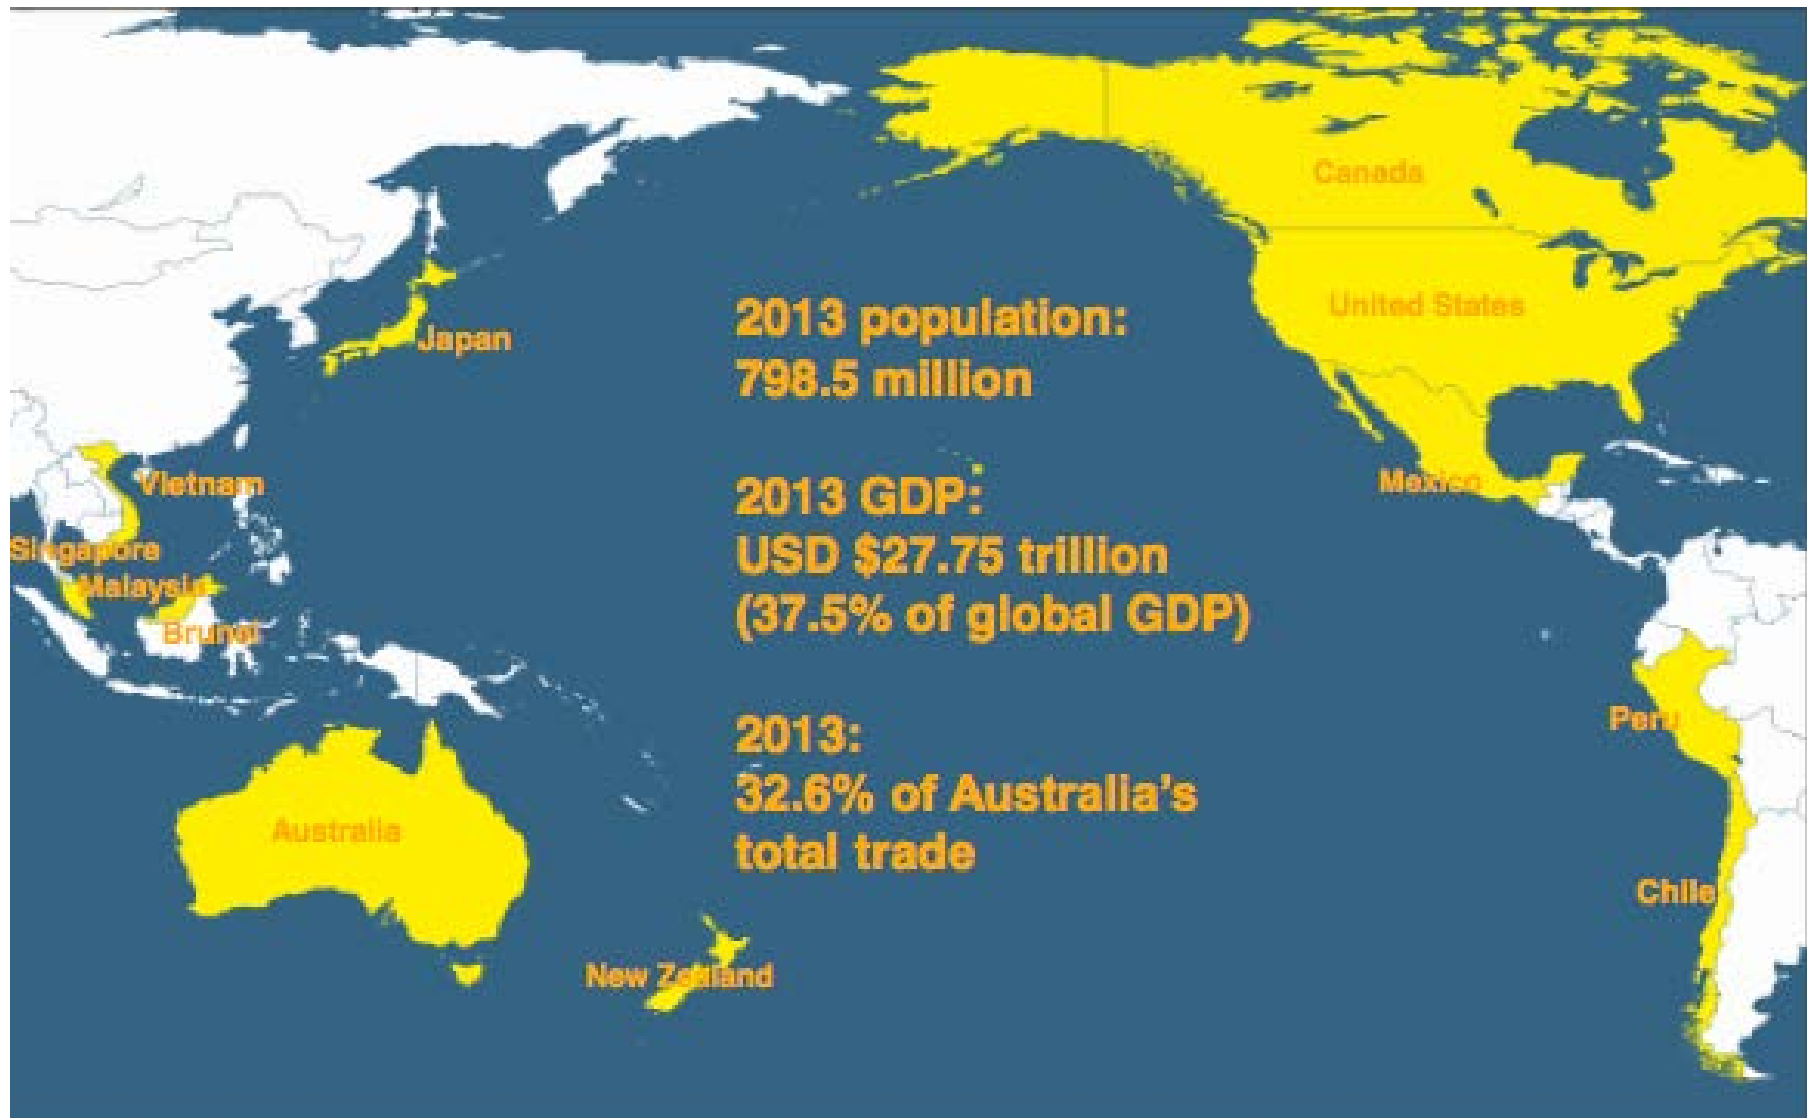 Canada
United States
Japan
2013 population:
798.5 million
Vietnam
Mexico
2013 GDP:
USD $27.75 trillion
(37.5% of global GDP)
Singapore
Malaysia
Brunei
Peru
2013:
32.6% of Australia's
total trade
Australia
Chile
New Zealand